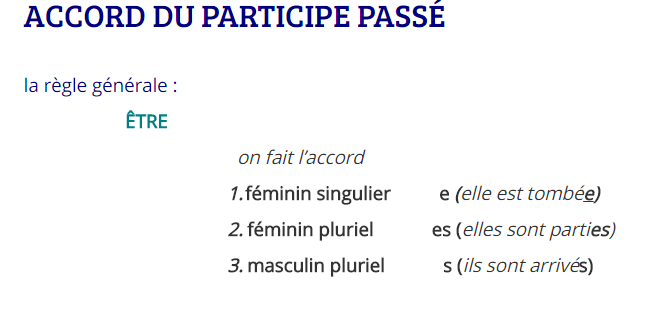 ACCORD DU PARTICIPE PASSÉ
la règle générale :
ÊTRE
on fait l’accord
1. féminin singulier e (elle est tombée)
2. féminin pluriel es (elles sont parties)
3. masculin pluriel s (ils sont arrivés)